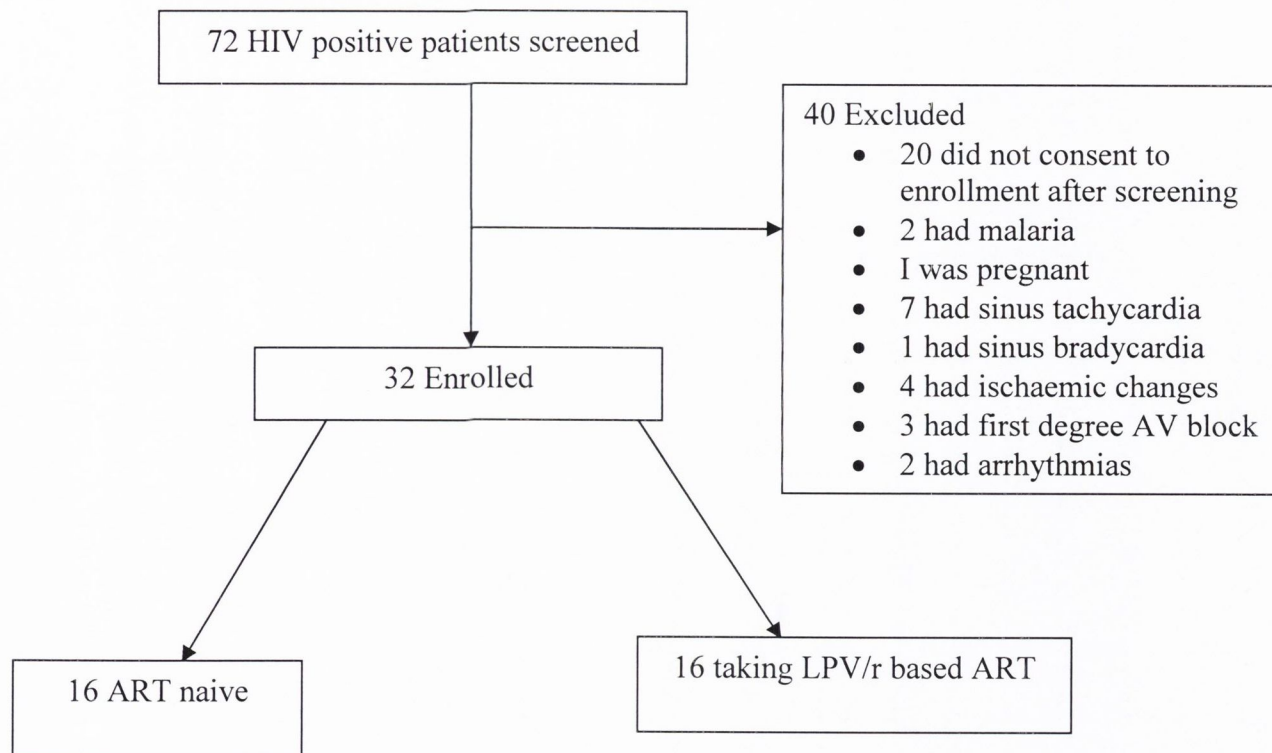 72 HIV positive patients screened
40 Excluded
• 20 did not consent to
enrollment after screening
• 2 had malaria
• I was pregnant
• 7 had sinus tachycardia
• 1 had sinus bradycardia
• 4 had ischaemic changes
• 3 had first degree AV block
• 2 had arrhythmias
32 Enrolled
16 ART naive
16 taking LPV/r based ART